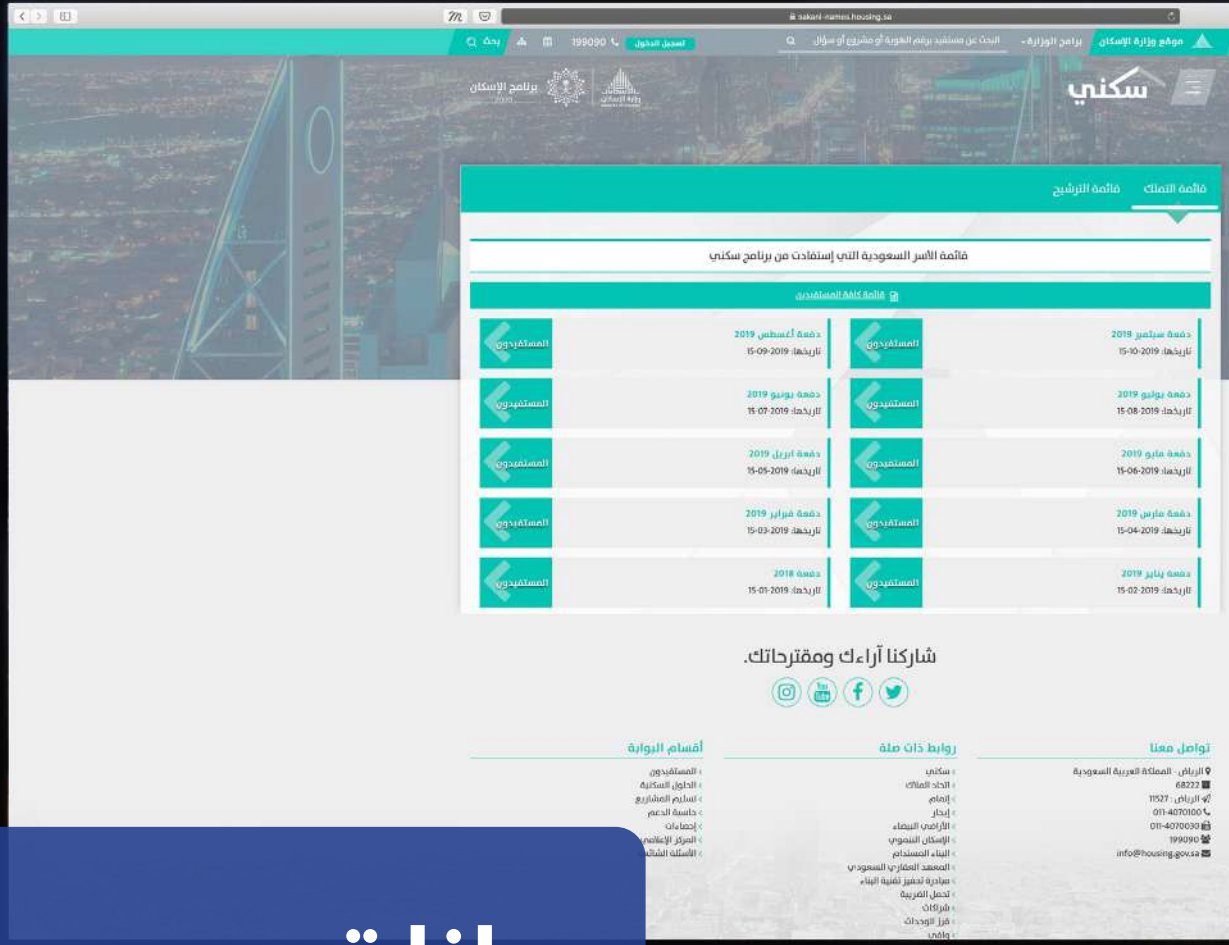 sakani-names.housing.sa
موقع وزارة الإسكان
برامج الوزارة
البحث عن مستفيد برقم الهوية أو مشروع أو سؤال
تسجيل الدخول
199090
بحث
سكني
وزارة الإسكان
برنامج الإسكان
قائمة التملك
قائمة الترشيح
قائمة الأسر السعودية التي إستفادت من برنامج سكني
قائمة كافة المستفيدين
دفعة سبتمبر 2019
تاريخها: 2019-10-15
المستفيدون
دفعة أغسطس 2019
تاريخها: 2019-09-15
المستفيدون
دفعة يوليو 2019
تاريخها: 2019-08-15
المستفيدون
دفعة يونيو 2019
تاريخها: 2019-07-15
المستفيدون
دفعة مايو 2019
تاريخها: 2019-06-15
المستفيدون
دفعة ابريل 2019
تاريخها: 2019-05-15
المستفيدون
دفعة مارس 2019
تاريخها: 2019-04-15
المستفيدون
دفعة فبراير 2019
تاريخها: 2019-03-15
المستفيدون
دفعة يناير 2019
تاريخها: 2019-02-15
المستفيدون
دفعة 2018
تاريخها: 2019-01-15
المستفيدون
شاركنا آراءك ومقترحاتك.
تواصل معنا
الرياض - المملكة العربية السعودية
68222
الرياض : 11527
011-4070100
011-4070030
199090
info@housing.gov.sa
روابط ذات صلة
سكني
اتحاد الملاك
إتمام
إيجار
الأراضي البيضاء
الإسكان التنموي
البناء المستدام
المعهد العقاري السعودي
مبادرة تحفيز تقنية البناء
تحمل الضريبة
شراكات
فرز الوحدات
وافي
أقسام البوابة
المستفيدون
الحلول السكنية
تسليم المشاريع
حاسبة الدعم
إحصاءات
المركز الإعلامي
الأسئلة